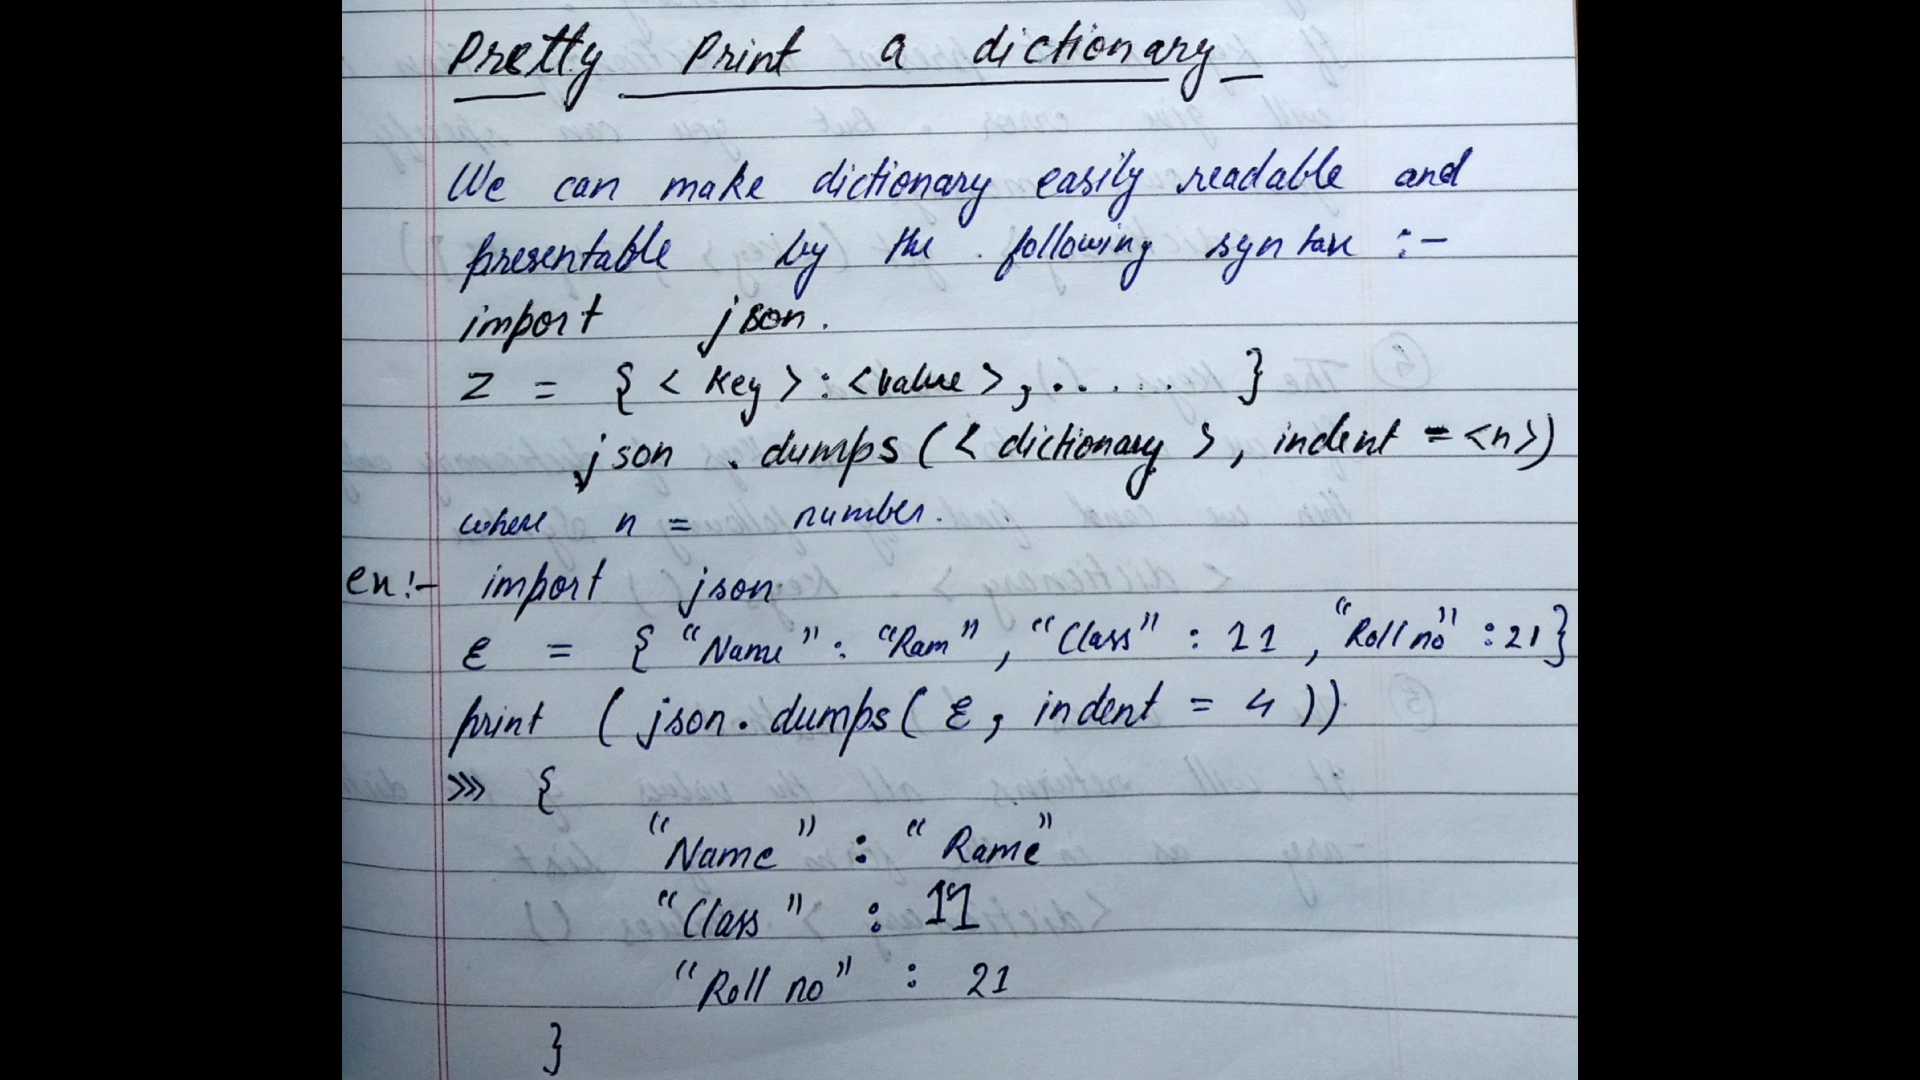 Pretty Print a dictionary
We can make dictionary easily readable and
presentable by the following syntax :-
import json.
z = { < key > : <value > , . . . . . . }
json . dumps ( < dictionary > , indent = <n>)
where n = number.
ex:- import json
ε = { “Name” : “Ram” , “Class” : 11 , “Roll no” : 21}
print ( json . dumps ( ε , indent = 4 ))
>>> {
“Name” : “Rame”
“Class” : 11
“Roll no” : 21
}